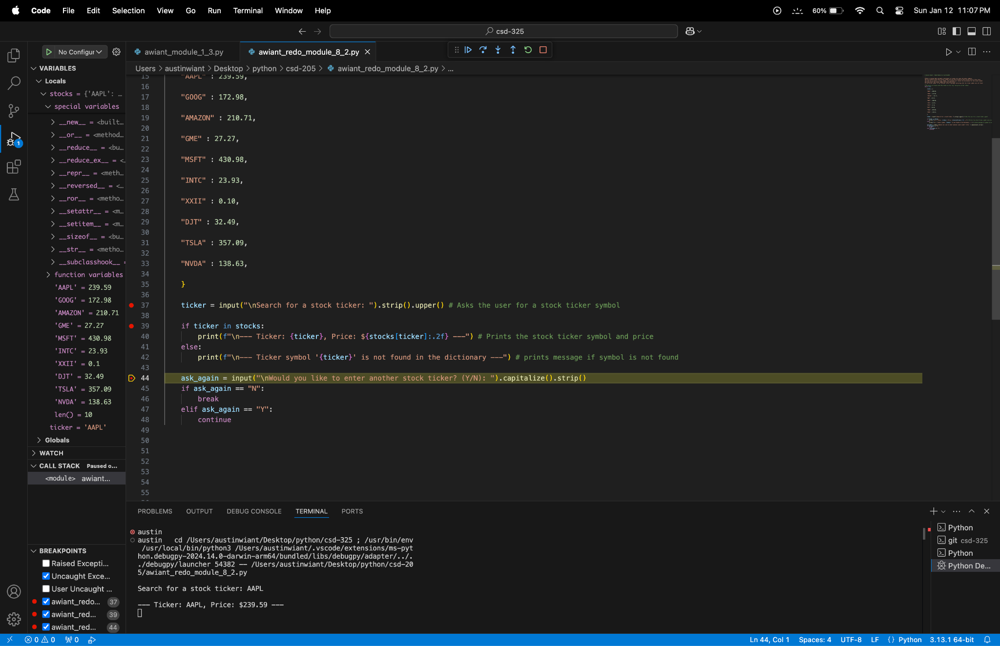 Code File Edit Selection View Go Run Terminal Window Help 60% Sun Jan 12 11:07 PM
csd-325
No Configur
awiant_module_1_3.py awiant_redo_module_8_2.py
Users > austinwiant > Desktop > python > csd-205 > awiant_redo_module_8_2.py > ...
VARIABLES
Locals
stocks = {'AAPL': …
special variables
__new__ = <built…
__or__ = <method…
__reduce__ = <bu…
__reduce_ex__ = <…
__repr__ = <meth…
__reversed__ = <…
__ror__ = <metho…
__setattr__ = <m…
__setitem__ = <m…
__sizeof__ = <bu…
__str__ = <metho…
__subclasshook__ =
function variables
'AAPL' = 239.59
'GOOG' = 172.98
'AMAZON' = 210.71
'GME' = 27.27
'MSFT' = 430.98
'INTC' = 23.93
'XXII' = 0.1
'DJT' = 32.49
'TSLA' = 357.09
'NVDA' = 138.63
len() = 10
ticker = 'AAPL'
Globals
WATCH
CALL STACK Paused o…
<module> awiant...
BREAKPOINTS
Raised Excepti...
Uncaught Exce...
User Uncaught ...
awiant_redo... 37
awiant_red... 39
awiant_red... 44
1
15 "AAPL" : 239.59,
16
17 "GOOG" : 172.98,
18
19 "AMAZON" : 210.71,
20
21 "GME" : 27.27,
22
23 "MSFT" : 430.98,
24
25 "INTC" : 23.93,
26
27 "XXII" : 0.10,
28
29 "DJT" : 32.49,
30
31 "TSLA" : 357.09,
32
33 "NVDA" : 138.63,
34
35 }
36
37 ticker = input("\nSearch for a stock ticker: ").strip().upper() # Asks the user for a stock ticker symbol
38
39 if ticker in stocks:
40 print(f"\n--- Ticker: {ticker}, Price: ${stocks[ticker]:.2f} ---") # Prints the stock ticker symbol and price
41 else:
42 print(f"\n--- Ticker symbol '{ticker}' is not found in the dictionary ---") # prints message if symbol is not found
43
44 ask_again = input("\nWould you like to enter another stock ticker? (Y/N): ").capitalize().strip()
45 if ask_again == "N":
46 break
47 elif ask_again == "Y":
48 continue
49
50
51
52
53
54
55
PROBLEMS OUTPUT DEBUG CONSOLE TERMINAL PORTS
austin
austin cd /Users/austinwiant/Desktop/python/csd-325 ; /usr/bin/env
/usr/local/bin/python3 /Users/austinwiant/.vscode/extensions/ms-pyt
hon.debugpy-2024.14.0-darwin-arm64/bundled/libs/debugpy/adapter/../.
./debugpy/launcher 54382 -- /Users/austinwiant/Desktop/python/csd-20
5/awiant_redo_module_8_2.py
Search for a stock ticker: AAPL
--- Ticker: AAPL, Price: $239.59 ---
Python
git csd-325
Python
Python De...
0 0 0 Ln 44, Col 1 Spaces: 4 UTF-8 LF {} Python 3.13.1 64-bit